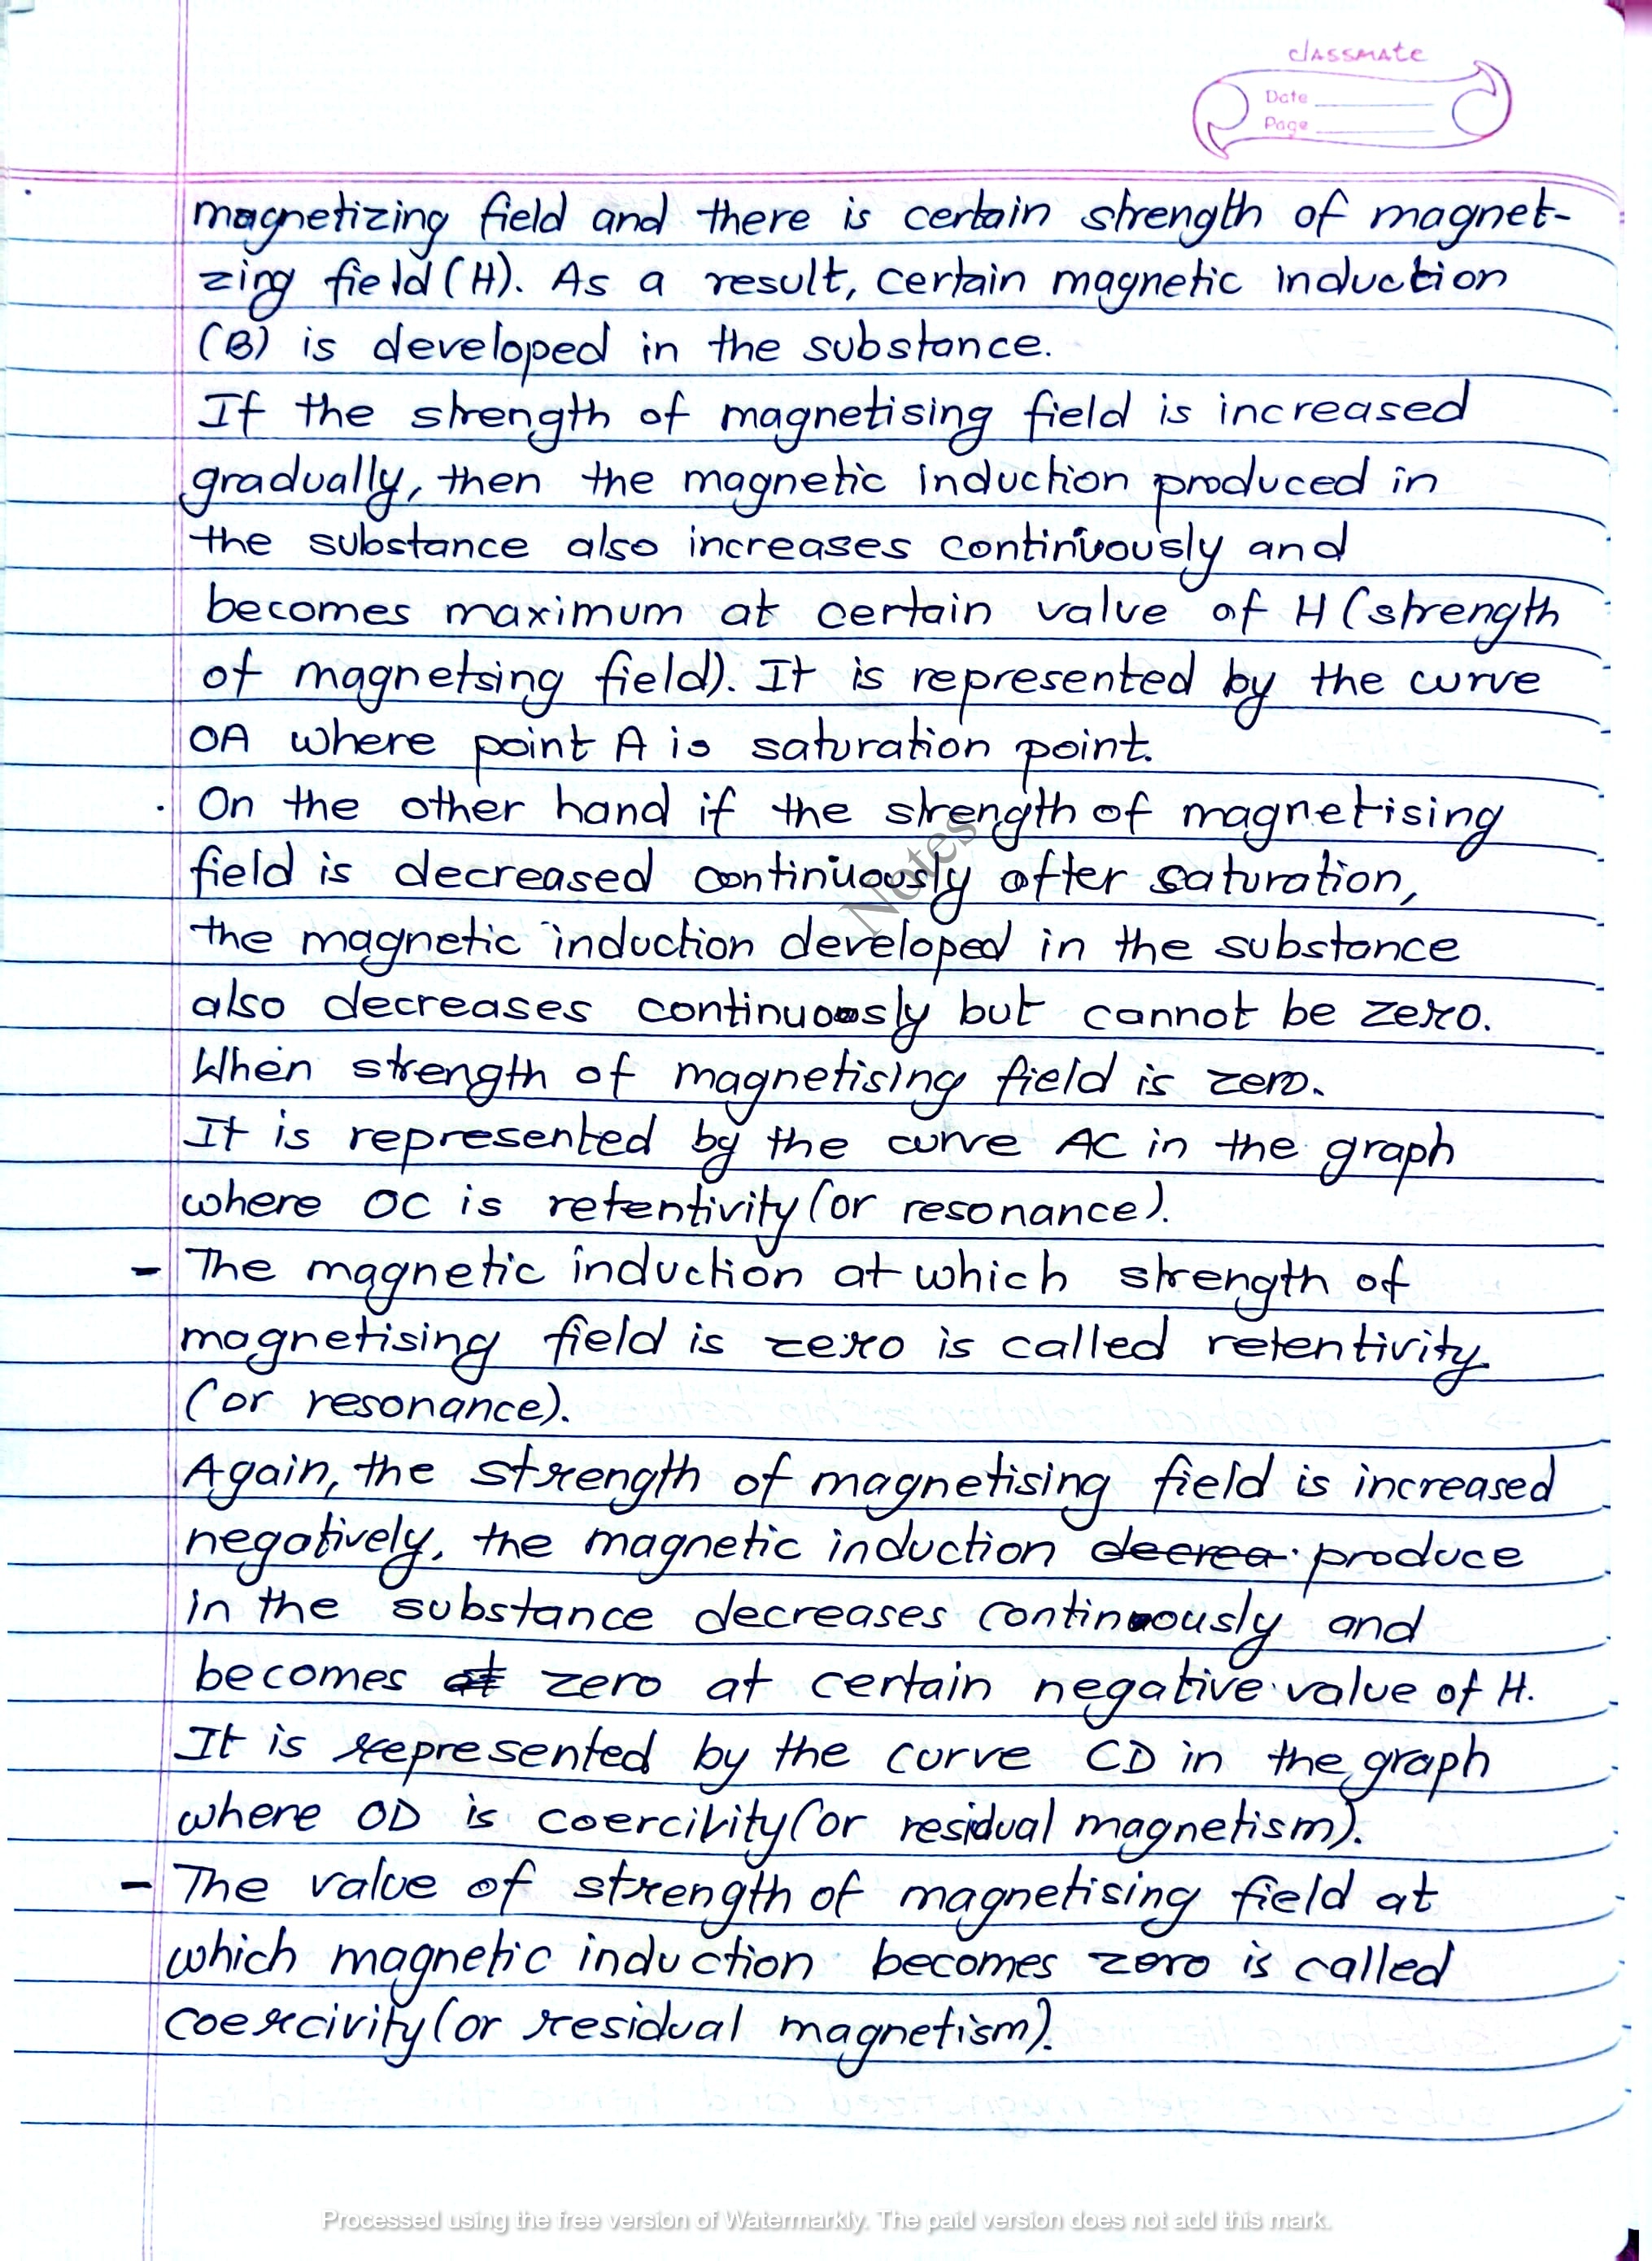 classmate
Date
Page
magnetizing field and there is certain strength of magnet-
zing field (H). As a result, certain magnetic induction
(B) is developed in the substance.
If the strength of magnetising field is increased
gradually, then the magnetic induction produced in
the substance also increases continuously and
becomes maximum at certain value of H (strength
of magnetsing field). It is represented by the curve
OA where point A is saturation point.
. On the other hand if the strength of magnetising
field is decreased continuously after saturation,
the magnetic induction developed in the substance
also decreases continuously but cannot be zero.
When strength of magnetising field is zero.
It is represented by the curve AC in the graph
where OC is retentivity (or resonance).
- The magnetic induction at which strength of
magnetising field is zero is called retentivity
(or resonance).
Again, the strength of magnetising field is increased
negatively, the magnetic induction decrea produce
in the substance decreases continuously and
becomes at zero at certain negative value of H.
It is represented by the curve CD in the graph
where OD is coercivity (or residual magnetism).
- The value of strength of magnetising field at
which magnetic induction becomes zero is called
coercivity (or residual magnetism).
Notes
Processed using the free version of Watermarkly. The paid version does not add this mark.